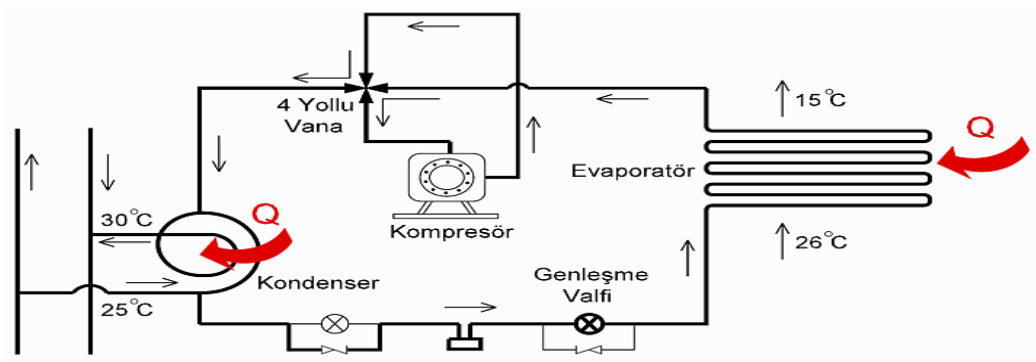 4 Yollu
Vana
15°C
Q
Evaporatör
30°C
Q
Kompresör
26°C
Kondenser
Genleşme
Valfi
25°C